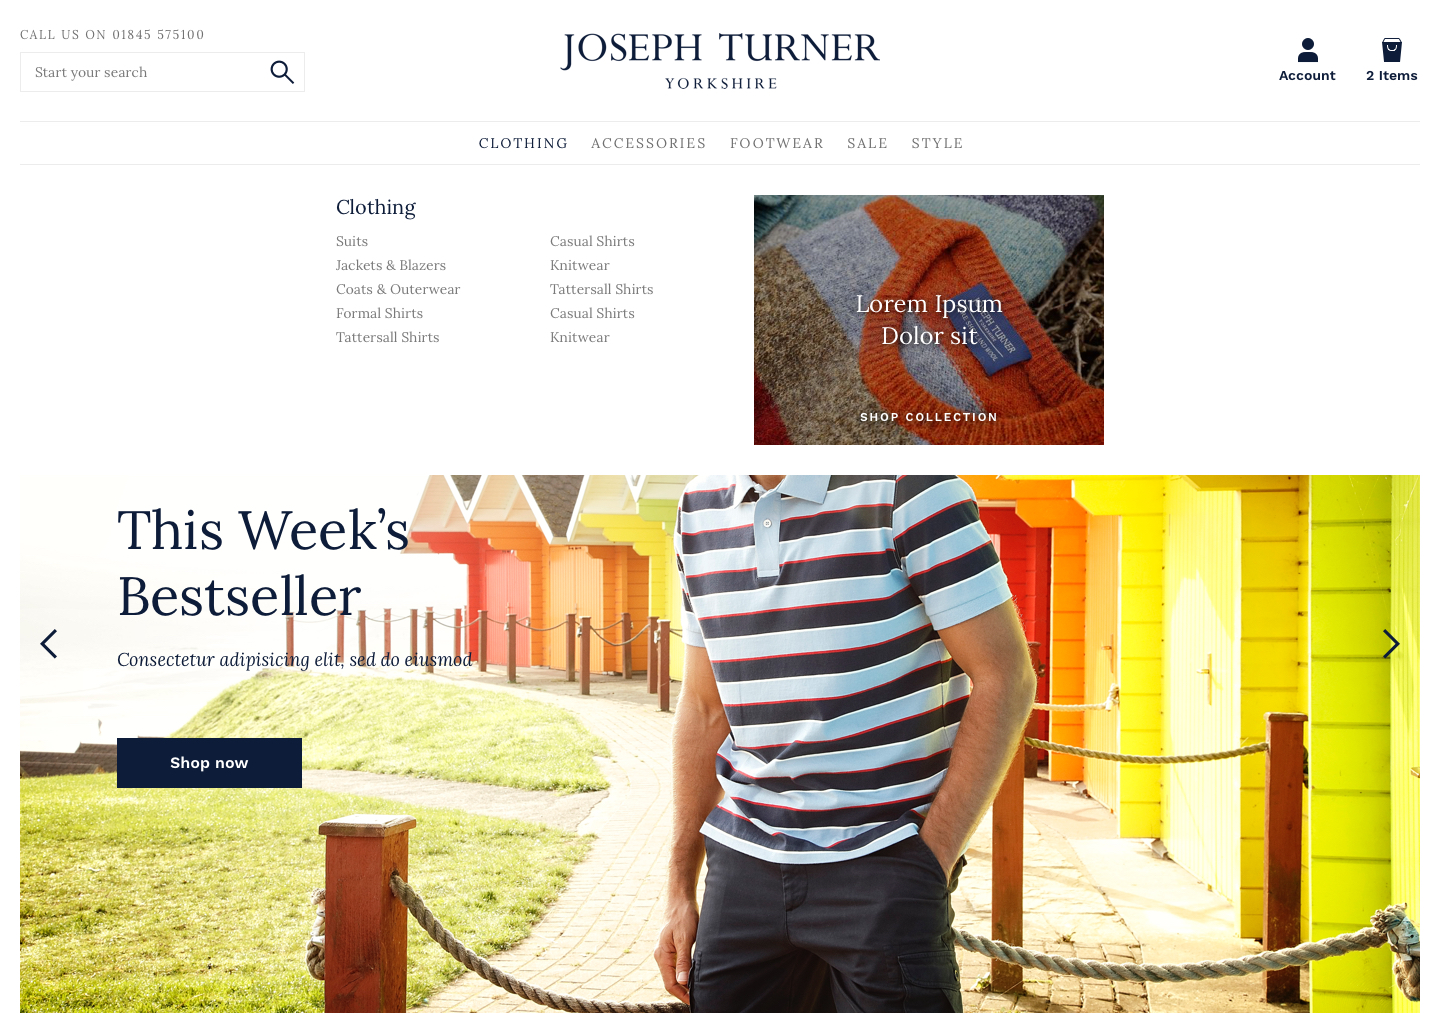 CALL US ON 01845 575100
Start your search
JOSEPH TURNER
YORKSHIRE
Account
2 Items
CLOTHING ACCESSORIES FOOTWEAR SALE STYLE
Clothing
Suits
Jackets & Blazers
Coats & Outerwear
Formal Shirts
Tattersall Shirts
Casual Shirts
Knitwear
Tattersall Shirts
Casual Shirts
Knitwear
Lorem Ipsum
Dolor sit
SHOP COLLECTION
This Week’s
Bestseller
Consectetur adipisicing elit, sed do eiusmod
Shop now